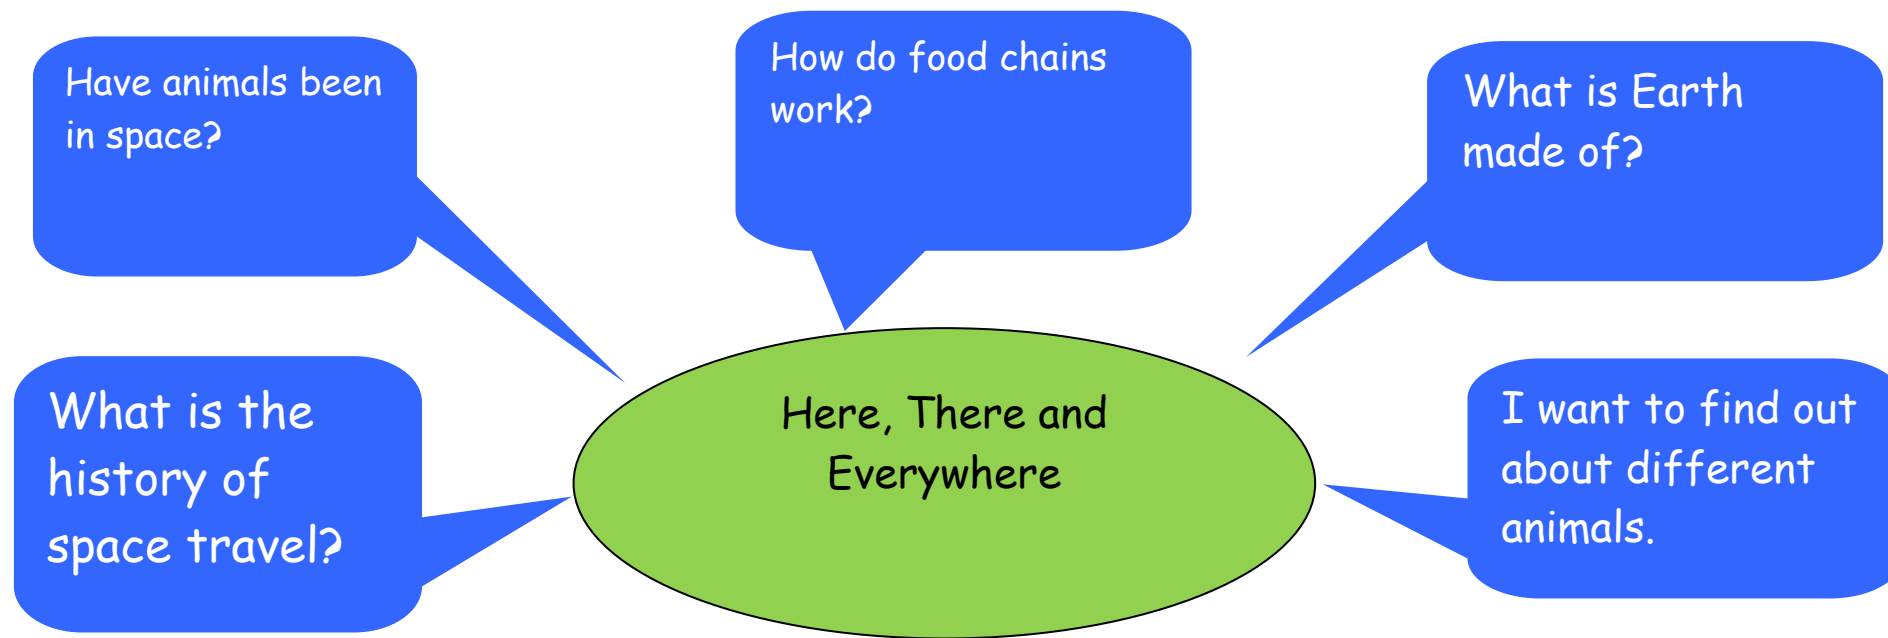 Have animals been
in space?
How do food chains
work?
What is Earth
made of?
What is the
history of
space travel?
Here, There and
Everywhere
I want to find out
about different
animals.